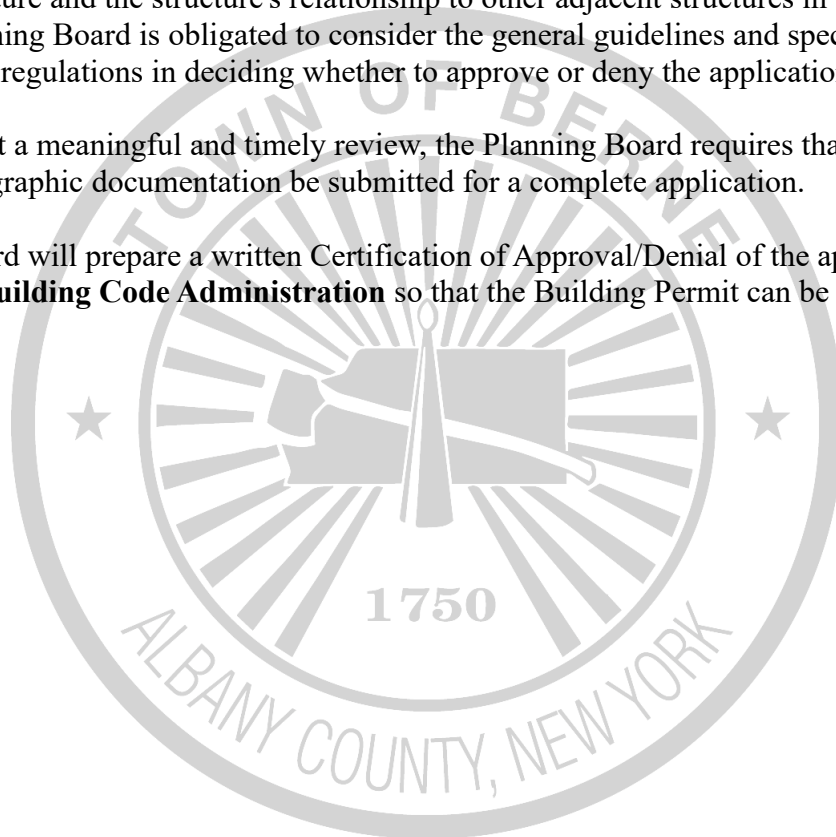 ure and the structure's relationship to other adjacent structures in
ning Board is obligated to consider the general guidelines and spec
regulations in deciding whether to approve or deny the application
t a meaningful and timely review, the Planning Board requires tha
graphic documentation be submitted for a complete application.
rd will prepare a written Certification of Approval/Denial of the ap
uilding Code Administration so that the Building Permit can be
TOWN OF BERNE
1750
ALBANY COUNTY, NEW YORK